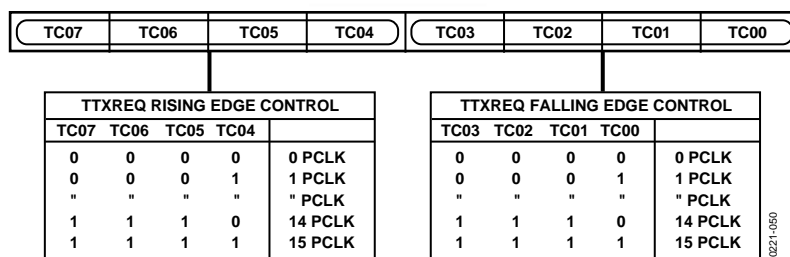 TC07 TC06 TC05 TC04 TC03 TC02 TC01 TC00
TTXREQ RISING EDGE CONTROL
TC07 TC06 TC05 TC04
0 0 0 0 0 PCLK
0 0 0 1 1 PCLK
" " " " " PCLK
1 1 1 0 14 PCLK
1 1 1 1 15 PCLK
TTXREQ FALLING EDGE CONTROL
TC03 TC02 TC01 TC00
0 0 0 0 0 PCLK
0 0 0 1 1 PCLK
" " " " " PCLK
1 1 1 0 14 PCLK
1 1 1 1 15 PCLK
0221-050